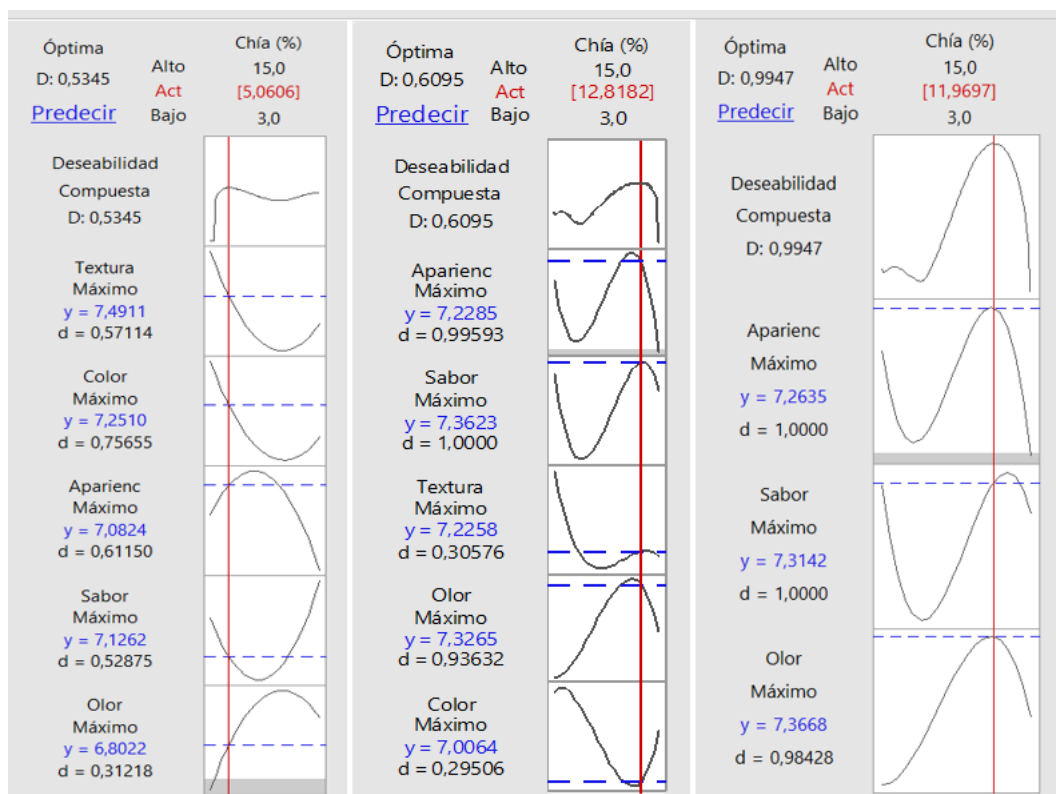 Óptima
D: 0,5345
Predecir
Alto
Act
Bajo
Chía (%)
15,0
[5,0606]
3,0
Deseabilidad
Compuesta
D: 0,5345
Textura
Máximo
y = 7,4911
d = 0,57114
Color
Máximo
y = 7,2510
d = 0,75655
Aparienc
Máximo
y = 7,0824
d = 0,61150
Sabor
Máximo
y = 7,1262
d = 0,52875
Olor
Máximo
y = 6,8022
d = 0,31218
Óptima
D: 0,6095
Predecir
Alto
Act
Bajo
Chía (%)
15,0
[12,8182]
3,0
Deseabilidad
Compuesta
D: 0,6095
Aparienc
Máximo
y = 7,2285
d = 0,99593
Sabor
Máximo
y = 7,3623
d = 1,0000
Textura
Máximo
y = 7,2258
d = 0,30576
Olor
Máximo
y = 7,3265
d = 0,93632
Color
Máximo
y = 7,0064
d = 0,29506
Óptima
D: 0,9947
Predecir
Alto
Act
Bajo
Chía (%)
15,0
[11,9697]
3,0
Deseabilidad
Compuesta
D: 0,9947
Aparienc
Máximo
y = 7,2635
d = 1,0000
Sabor
Máximo
y = 7,3142
d = 1,0000
Olor
Máximo
y = 7,3668
d = 0,98428